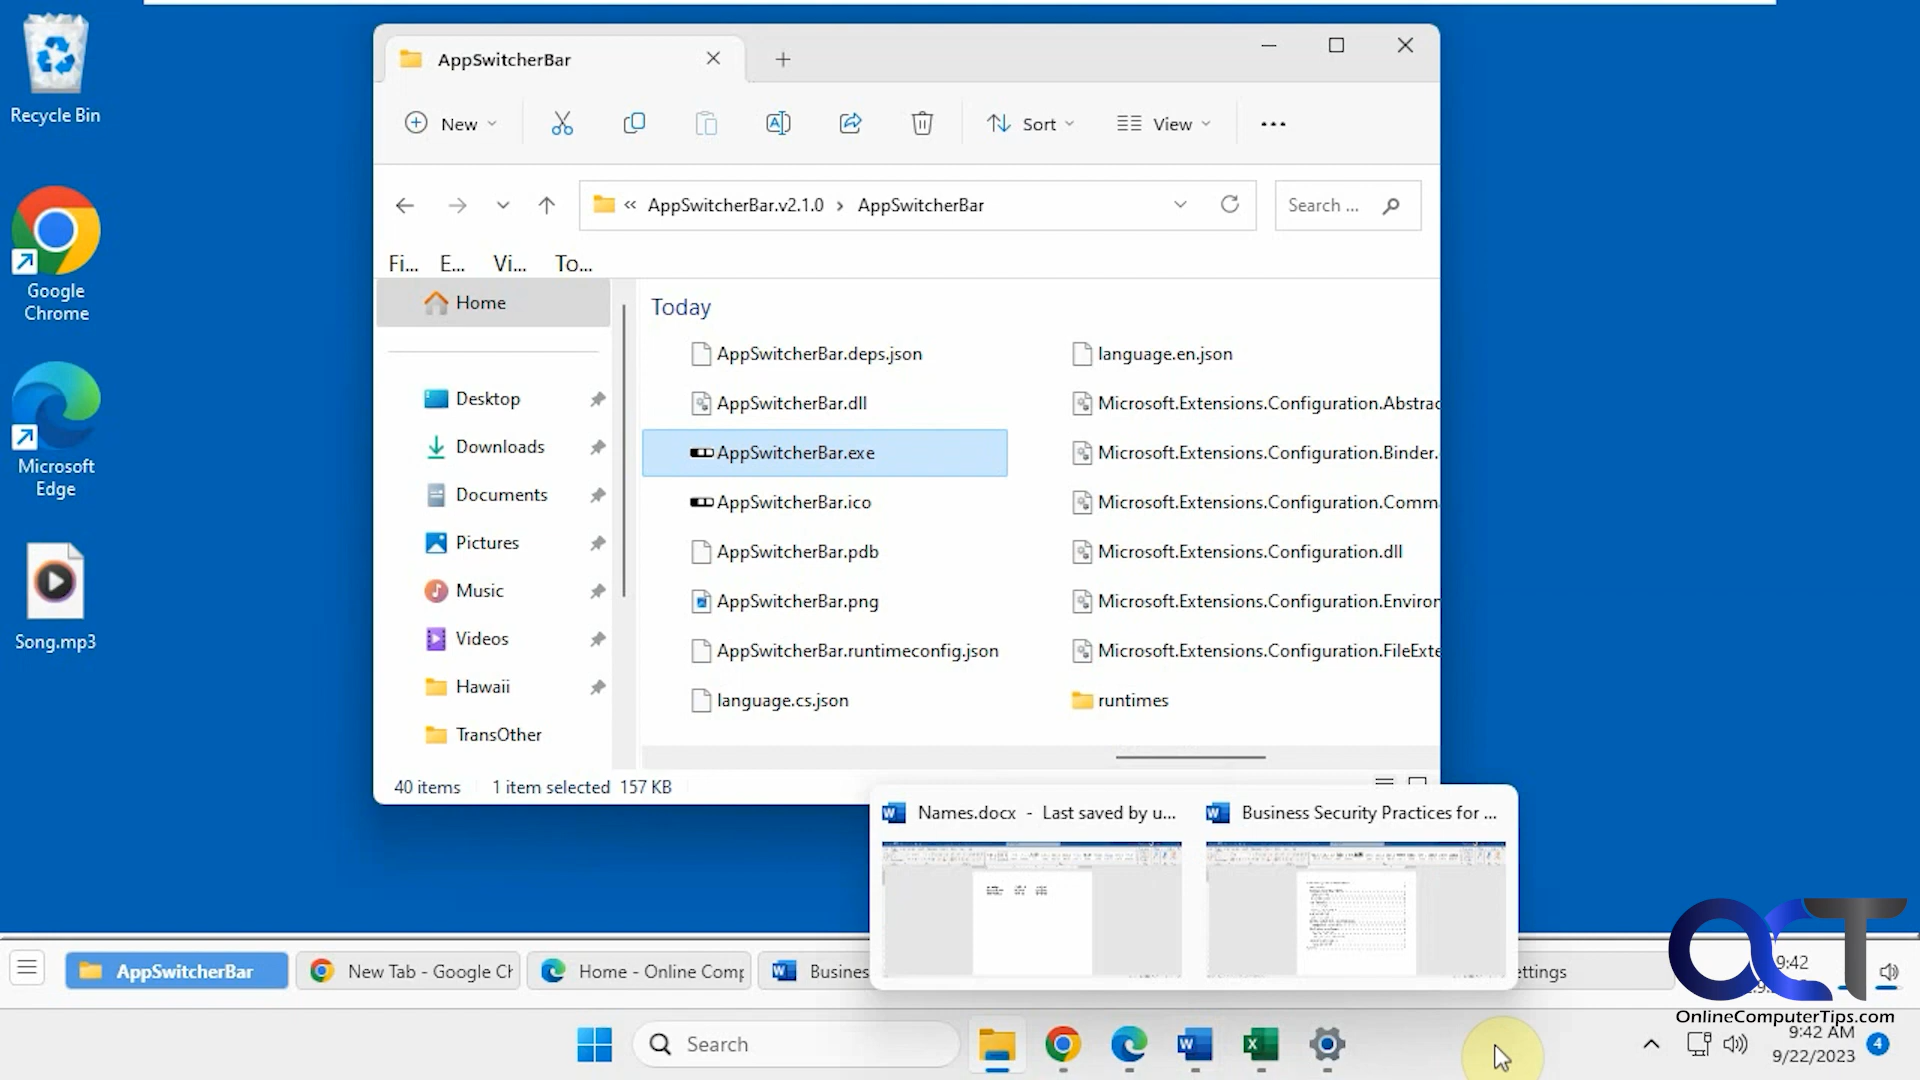 Recycle Bin
Google
Chrome
Microsoft
Edge
Song.mp3
AppSwitcherBar
New
Sort
View
« AppSwitcherBar.v2.1.0 › AppSwitcherBar
Search ...
Fi... E... Vi... To...
Home
Desktop
Downloads
Documents
Pictures
Music
Videos
Hawaii
TransOther
Today
AppSwitcherBar.deps.json
AppSwitcherBar.dll
AppSwitcherBar.exe
AppSwitcherBar.ico
AppSwitcherBar.pdb
AppSwitcherBar.png
AppSwitcherBar.runtimeconfig.json
language.cs.json
language.en.json
Microsoft.Extensions.Configuration.Abstrac
Microsoft.Extensions.Configuration.Binder.
Microsoft.Extensions.Configuration.Comm
Microsoft.Extensions.Configuration.dll
Microsoft.Extensions.Configuration.Environ
Microsoft.Extensions.Configuration.FileExte
runtimes
40 items 1 item selected 157 KB
Names.docx - Last saved by u...
Business Security Practices for ...
AppSwitcherBar
New Tab - Google Ch
Home - Online Comp
Busines
ettings
9:42
OCT
OnlineComputerTips.com
Search
9:42 AM
9/22/2023
4